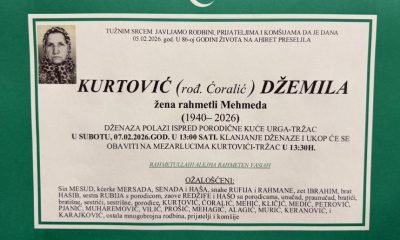 TUŽNIM SRCEM JAVLJAMO RODBINI, PRIJATELJIMA I KOMŠIJAMA DA JE DANA
05.02.2026. god. U 86-oj GODINI ŽIVOTA NA AHIRET PRESELILA
KURTOVIĆ (rođ. Ćoralić) DŽEMILA
žena rahmetli Mehmeda
(1940– 2026)
DŽENAZA POLAZI ISPRED PORODIČNE KUĆE URGA-TRŽAC
U SUBOTU, 07.02.2026.GOD. U 13:00 SATI. KLANJANJE DŽENAZE I UKOP ĆE SE
OBAVITI NA MEZARLUCIMA KURTOVIĆI-TRŽAC U 13:30H.
RAHMETULLAHI ALEJHA RAHMETEN VASIAH
OŽALOŠĆENI:
Sin MESUD, kćerke MERSADA, SENADA i HAŠA, snahe RUFIJA i RAHMANE, zet IBRAHIM, brat
HASIB, sestra RUBIJA s porodicom, zaove REDŽIFE i HAŠO sa porodicama, unučad, praunučad, bratići,
bratišne, sestrići, sestrišne, porodice, KURTOVIĆ, ĆORALIĆ, MEHIĆ, KLIČIĆ, MEDIĆ, PETROVIĆ,
PAJIĆ, MUHAREMOVIĆ, VILIĆ, PROŠIĆ, MEHAGIĆ, ALAGIĆ, MURIĆ, KERANOVIĆ, i
KARAJKOVIĆ, ostala mnogobrojna rodbina, prijatelji i komšije